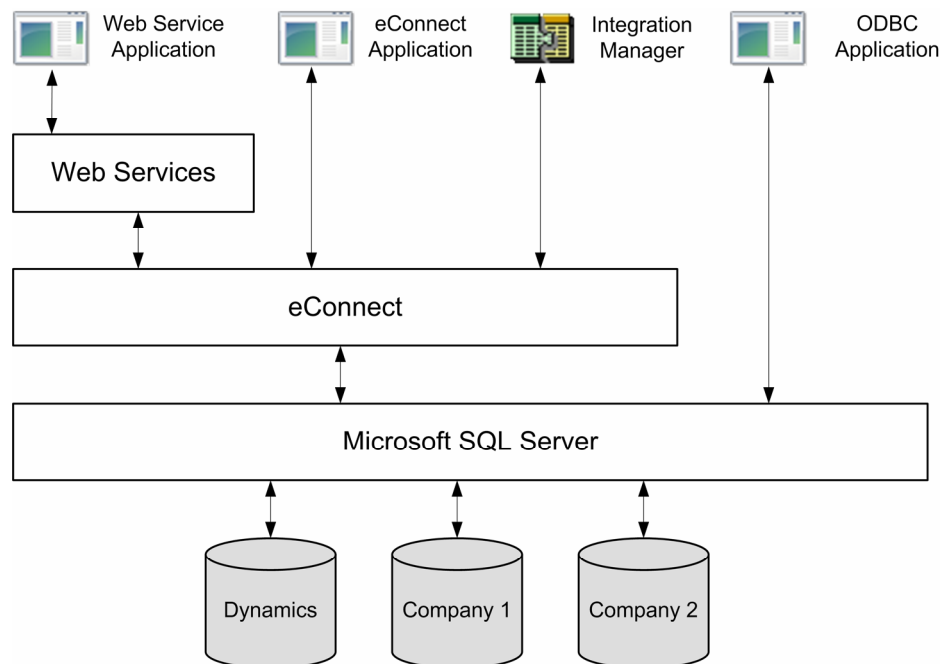 Web Service
Application
eConnect
Application
Integration
Manager
ODBC
Application
Web Services
eConnect
Microsoft SQL Server
Dynamics
Company 1
Company 2